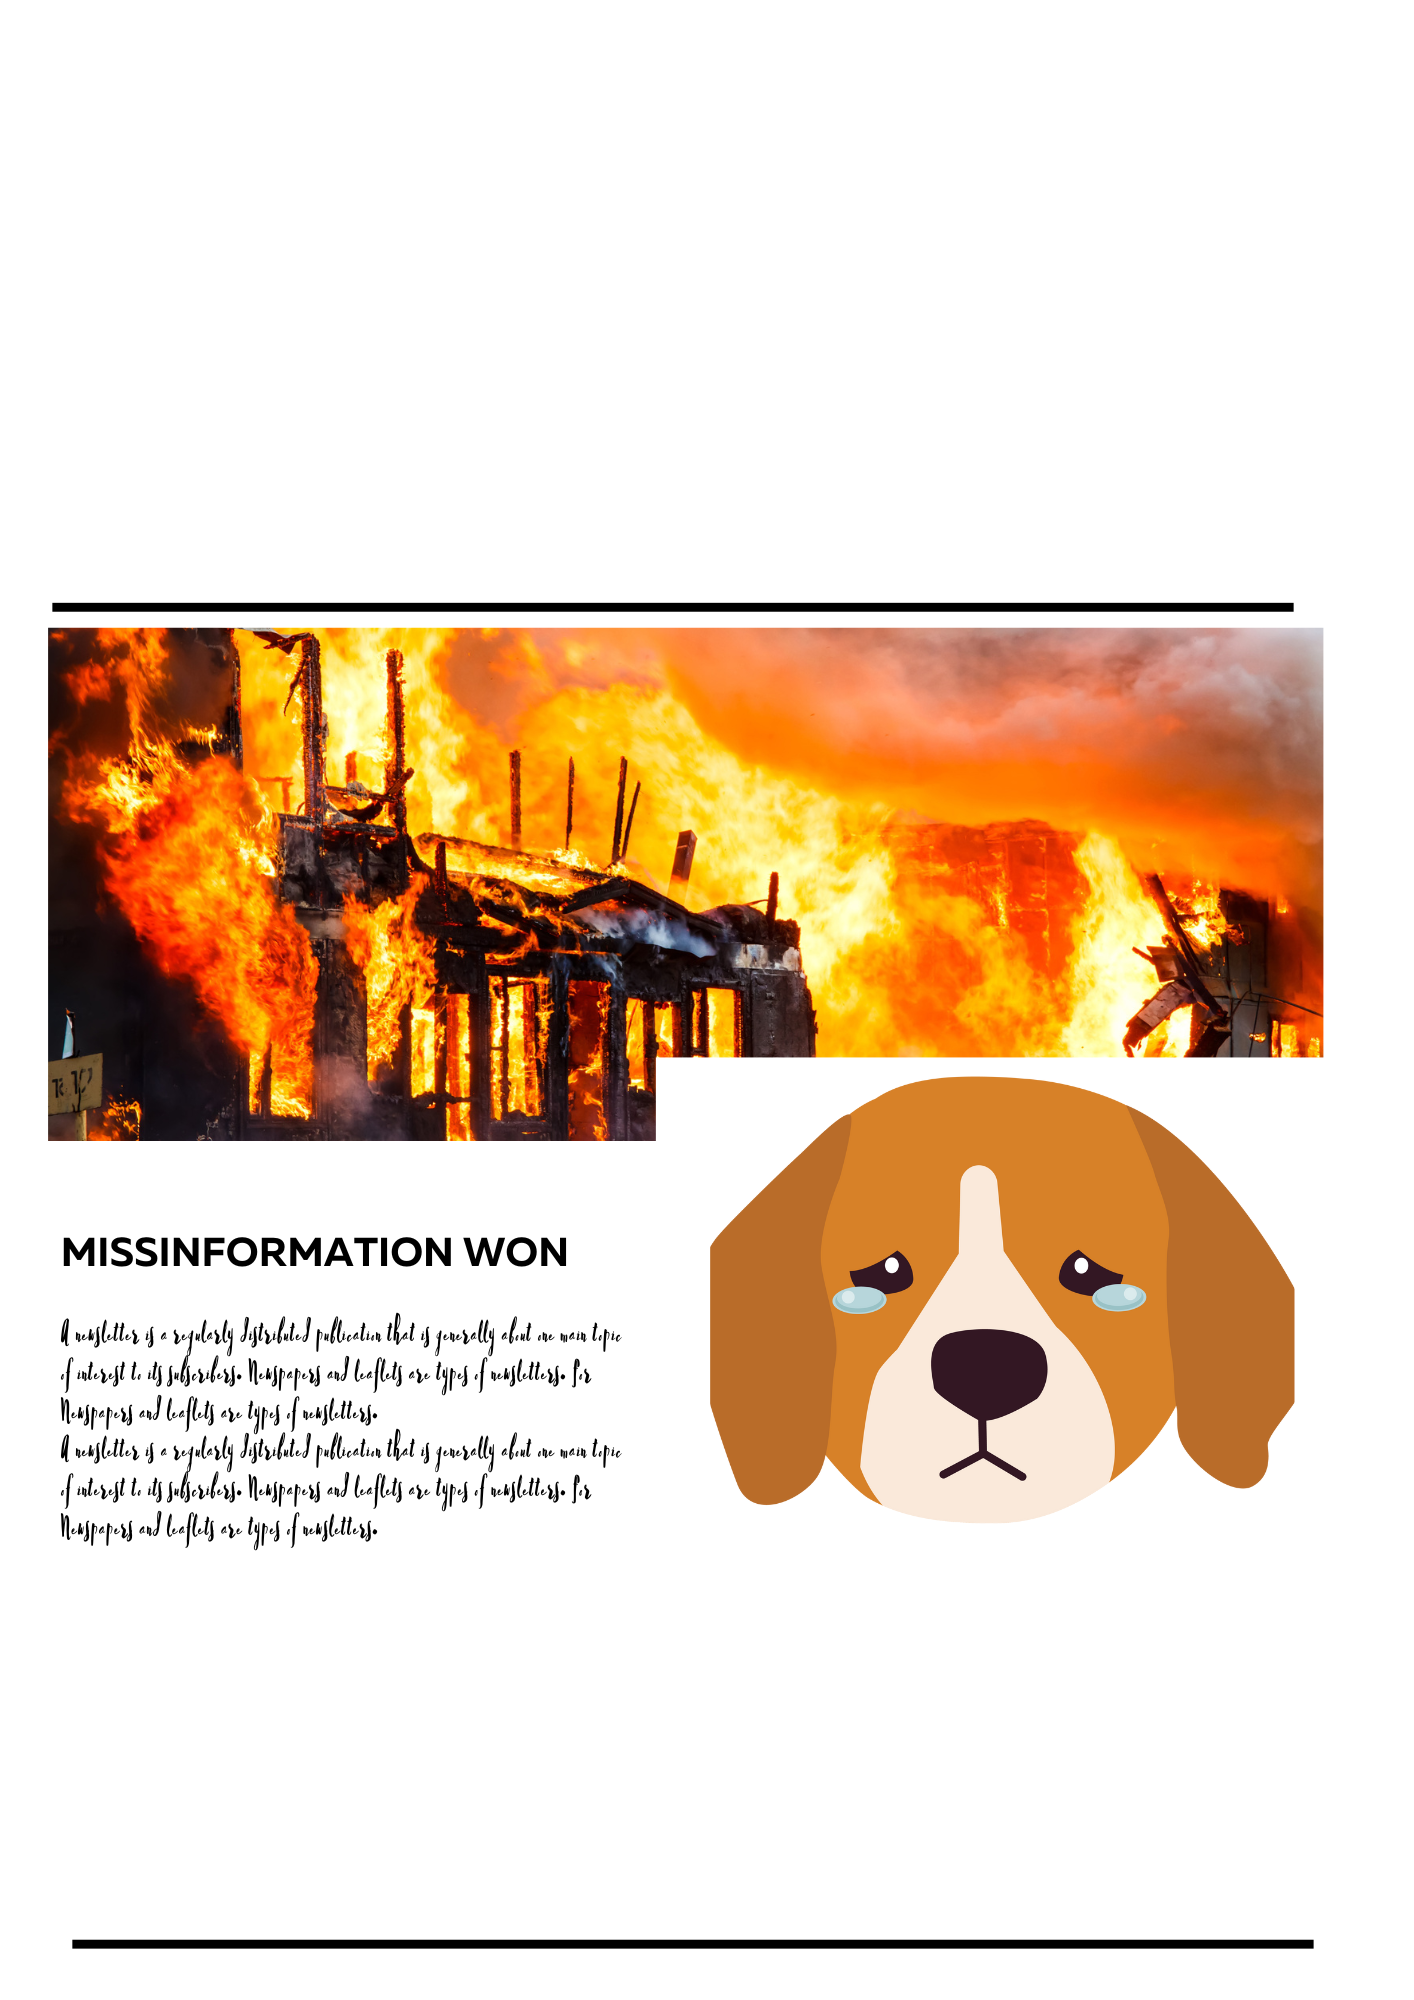 MISSINFORMATION WON
A newsletter is a regularly distributed publication that is generally about one main topic
of interest to its subscribers. Newspapers and leaflets are types of newsletters. For
Newspapers and leaflets are types of newsletters.
A newsletter is a regularly distributed publication that is generally about one main topic
of interest to its subscribers. Newspapers and leaflets are types of newsletters. For
Newspapers and leaflets are types of newsletters.